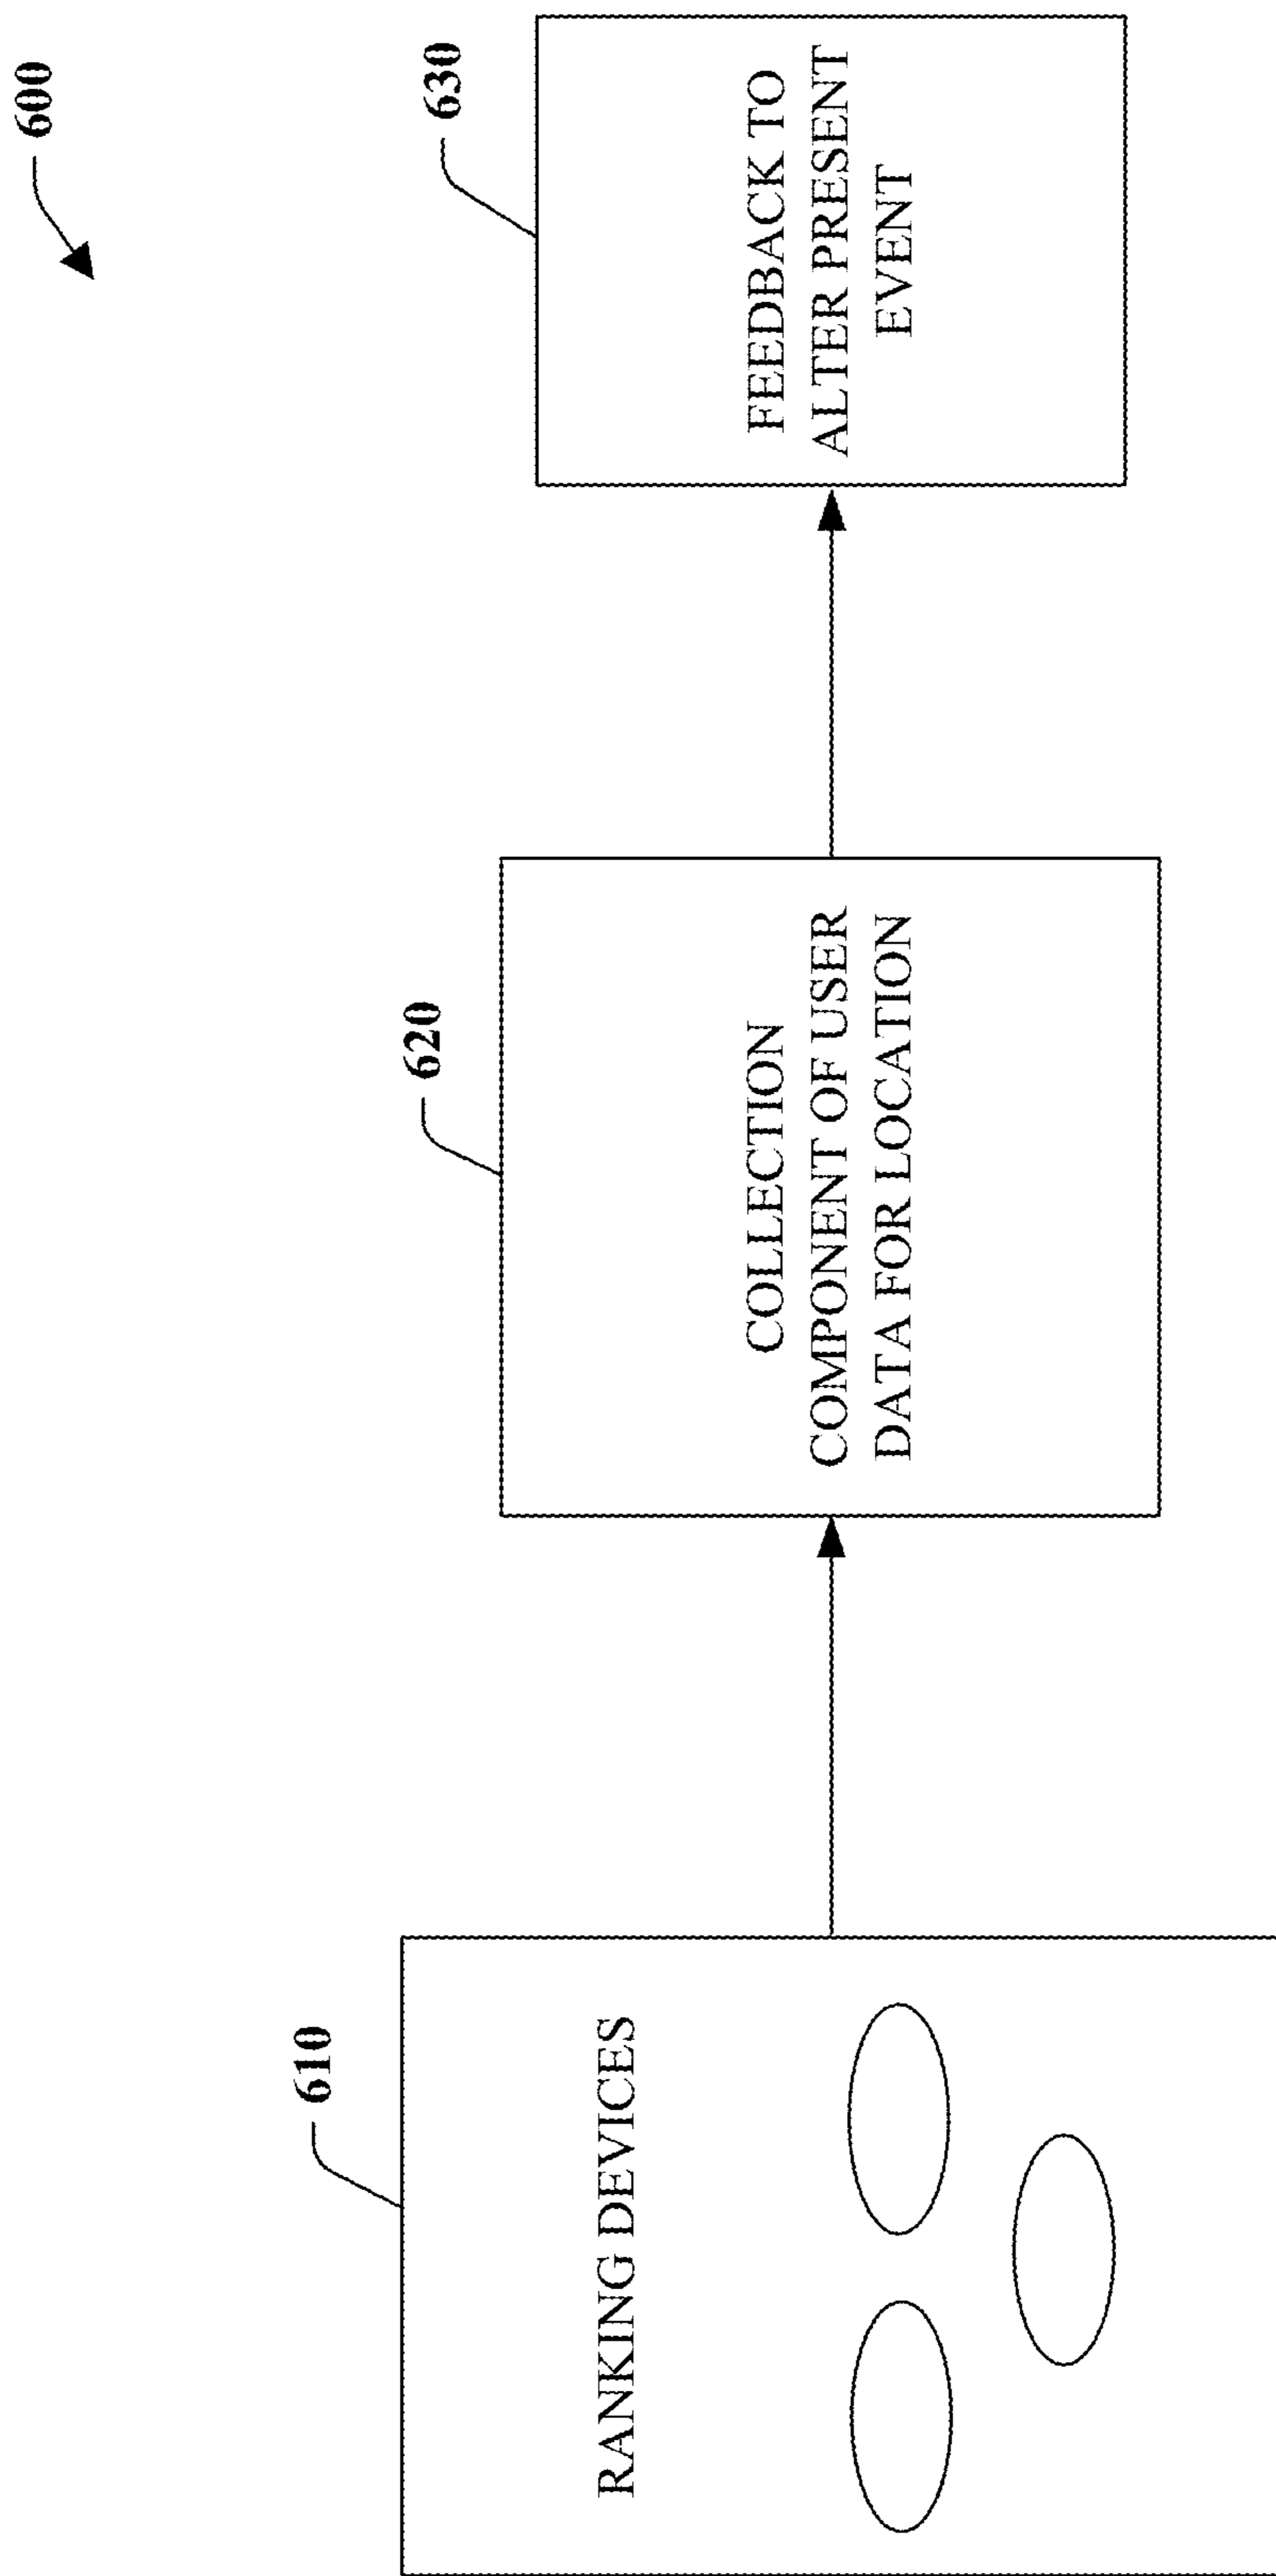 600
610
RANKING DEVICES
620
COLLECTION
COMPONENT OF USER
DATA FOR LOCATION
630
FEEDBACK TO
ALTER PRESENT
EVENT